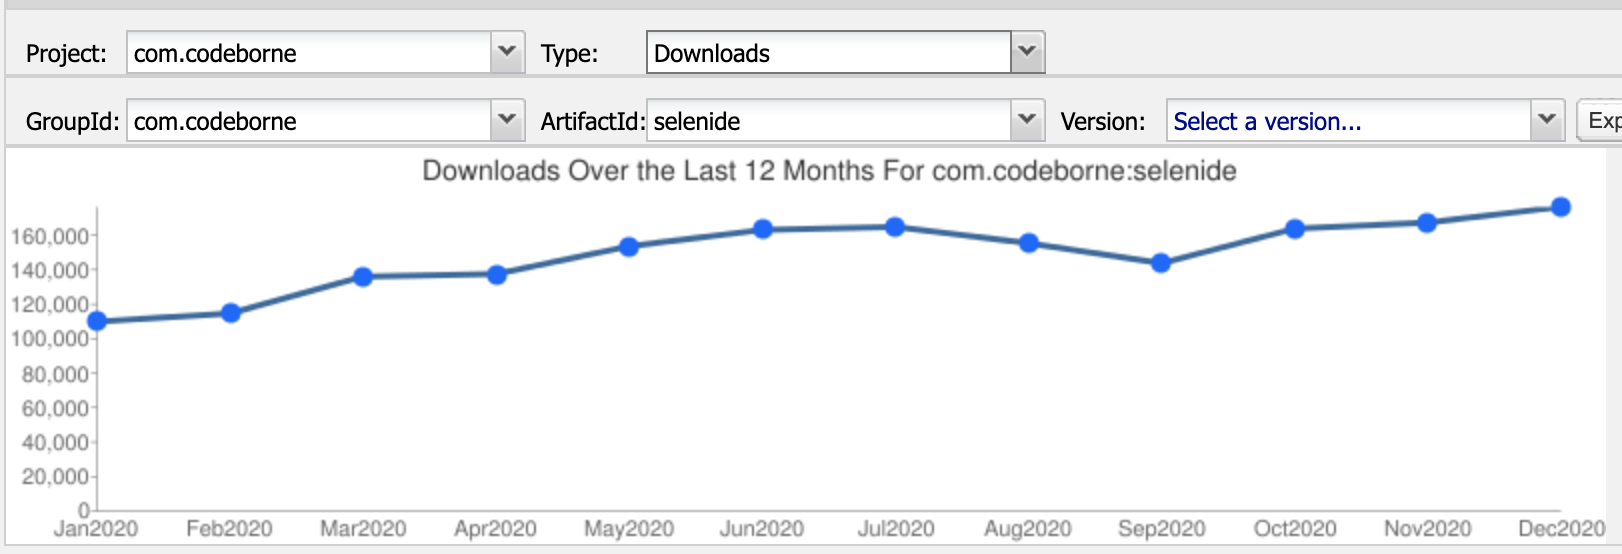 Project: com.codeborne Type: Downloads
GroupId: com.codeborne ArtifactId: selenide Version: Select a version... Exp
Downloads Over the Last 12 Months For com.codeborne:selenide
160,000
140,000
120,000
100,000
80,000
60,000
40,000
20,000
0
Jan2020 Feb2020 Mar2020 Apr2020 May2020 Jun2020 Jul2020 Aug2020 Sep2020 Oct2020 Nov2020 Dec2020